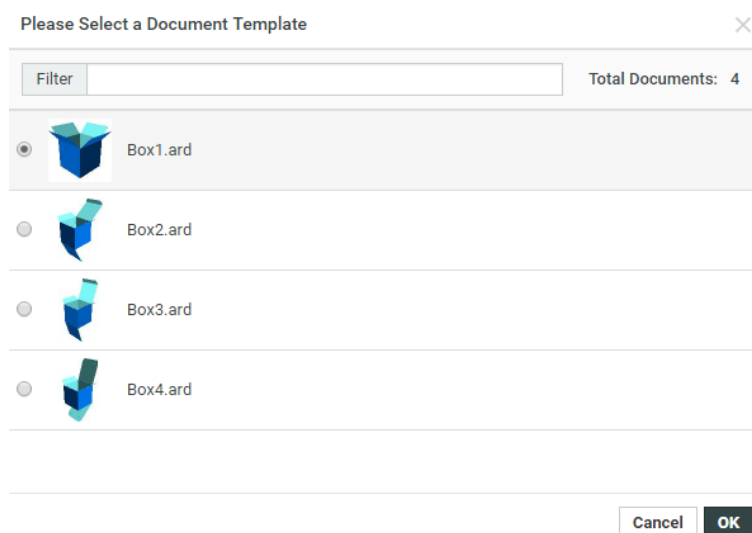 Please Select a Document Template
Filter Total Documents: 4
Box1.ard
Box2.ard
Box3.ard
Box4.ard
Cancel OK